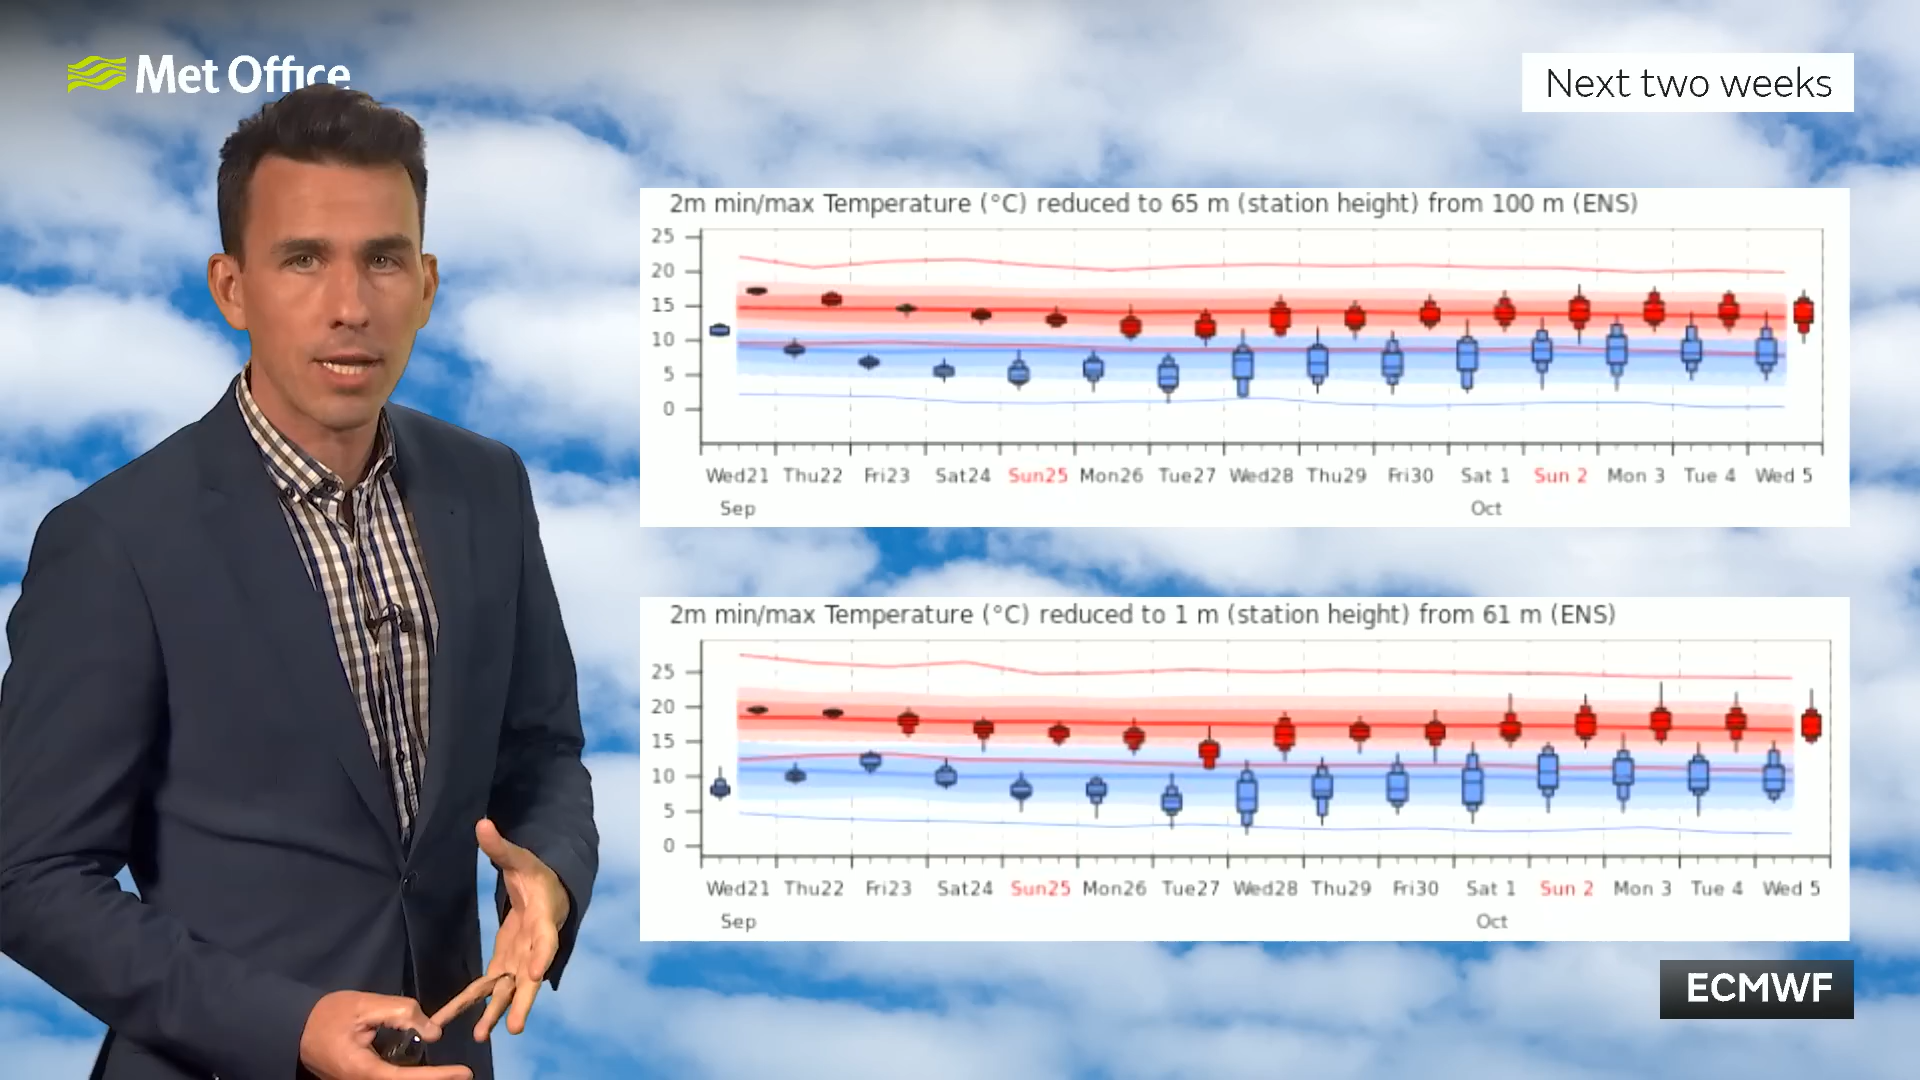 Met Office
Next two weeks
2m min/max Temperature (°C) reduced to 65 m (station height) from 100 m (ENS)
25
20
15
10
5
0
Wed21 Thu22 Fri23 Sat24 Sun25 Mon26 Tue27 Wed28 Thu29 Fri30 Sat 1 Sun 2 Mon 3 Tue 4 Wed 5
Sep Oct
2m min/max Temperature (°C) reduced to 1 m (station height) from 61 m (ENS)
25
20
15
10
5
0
Wed21 Thu22 Fri23 Sat24 Sun25 Mon26 Tue27 Wed28 Thu29 Fri30 Sat 1 Sun 2 Mon 3 Tue 4 Wed 5
Sep Oct
ECMWF